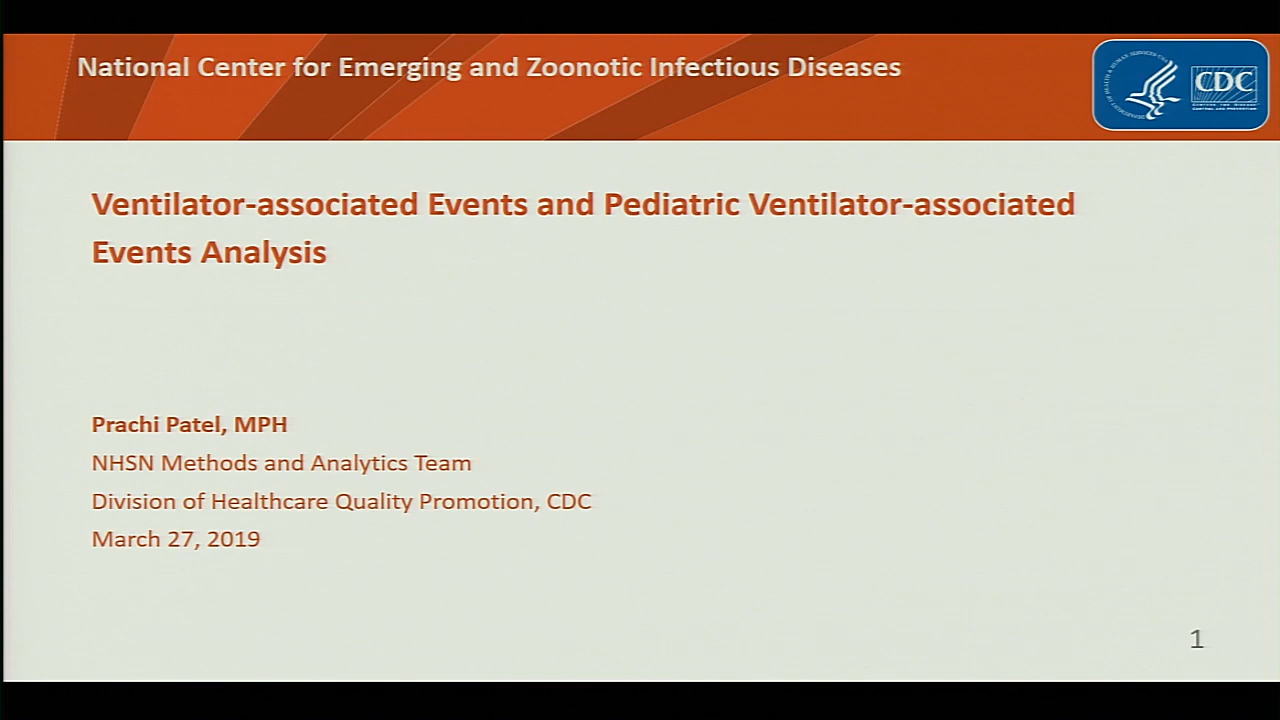 National Center for Emerging and Zoonotic Infectious Diseases
CDC
Ventilator-associated Events and Pediatric Ventilator-associated
Events Analysis
Prachi Patel, MPH
NHSN Methods and Analytics Team
Division of Healthcare Quality Promotion, CDC
March 27, 2019
1